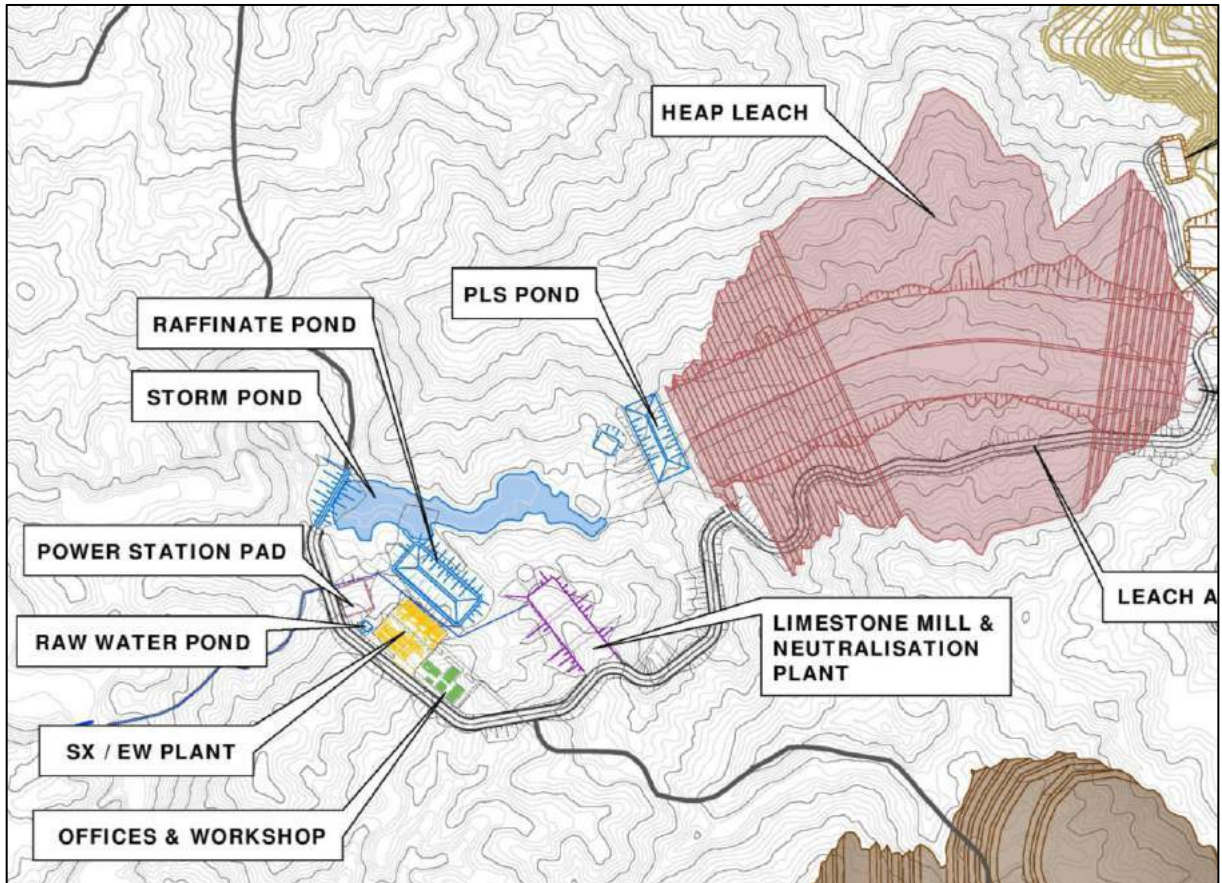 HEAP LEACH
PLS POND
RAFFINATE POND
STORM POND
POWER STATION PAD
RAW WATER POND
SX / EW PLANT
OFFICES & WORKSHOP
LIMESTONE MILL &
NEUTRALISATION
PLANT
LEACH A